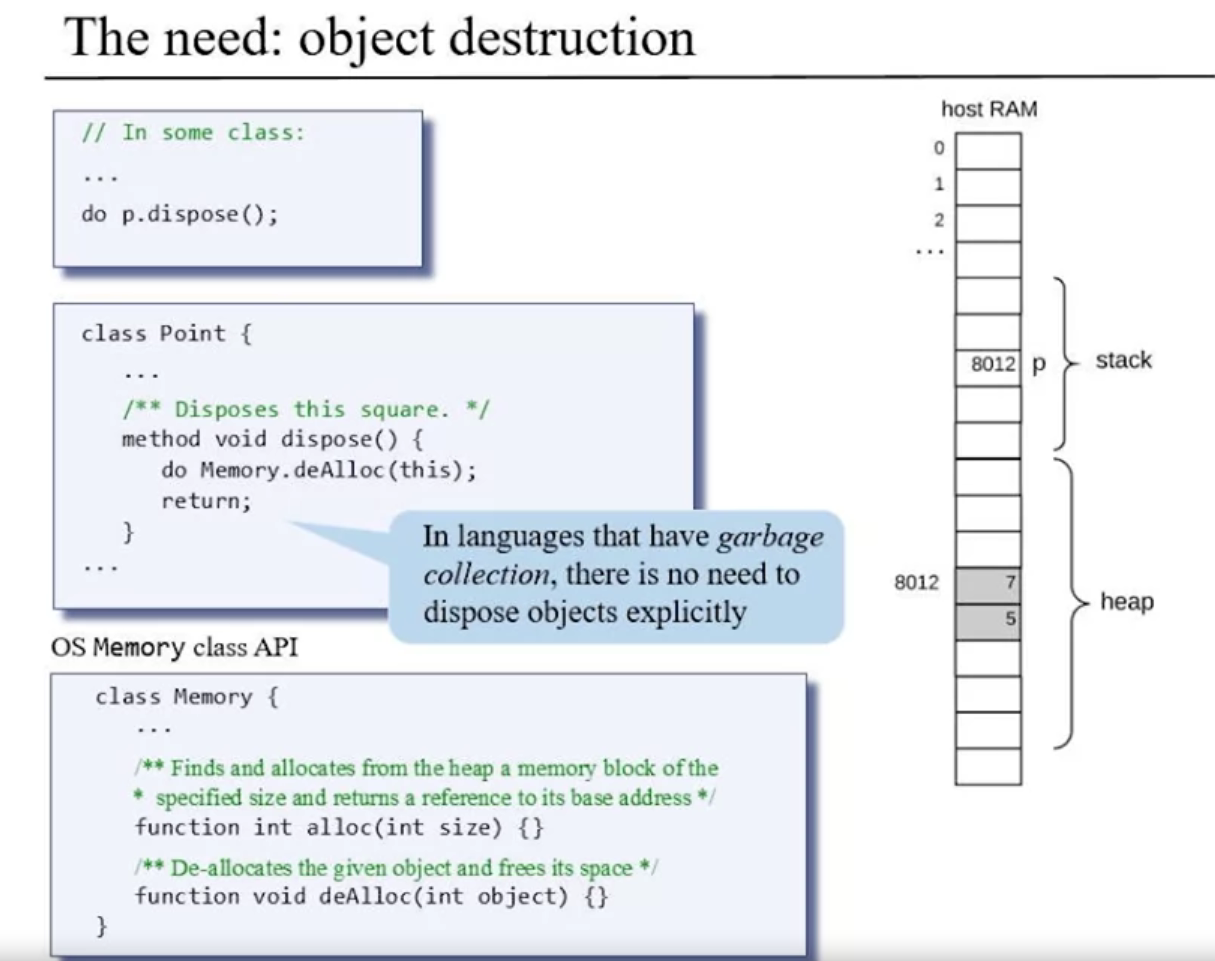 The need: object destruction
// In some class:
...
do p.dispose();
class Point {
...
/** Disposes this square. */
method void dispose() {
do Memory.deAlloc(this);
return;
}
...
In languages that have garbage
collection, there is no need to
dispose objects explicitly
OS Memory class API
class Memory {
...
/** Finds and allocates from the heap a memory block of the
* specified size and returns a reference to its base address */
function int alloc(int size) {}
/** De-allocates the given object and frees its space */
function void deAlloc(int object) {}
}
host RAM
0
1
2
...
8012 p
stack
8012 7
5
heap